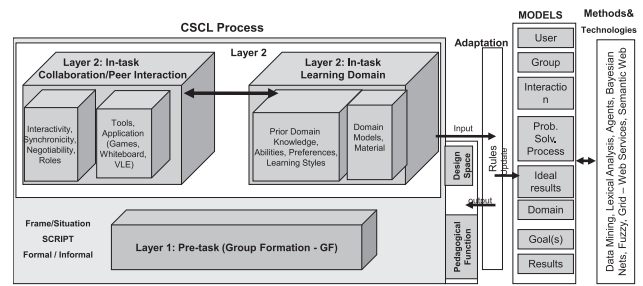 CSCL Process
Layer 2
Layer 2: In-task
Collaboration/Peer Interaction
Interactivity,
Synchronicity,
Negotiability,
Roles
Tools,
Application
(Games,
Whiteboard,
VLE)
Layer 2: In-task
Learning Domain
Prior Domain
Knowledge,
Abilities, Preferences,
Learning Styles
Domain
Models,
Material
Frame/Situation
SCRIPT
Formal / Informal
Layer 1: Pre-task (Group Formation - GF)
Design
Space
Pedagogical
Function
Adaptation
Input
Rules
Update
output
MODELS
User
Group
Interactio
n
Prob.
Solv.
Process
Ideal
results
Domain
Goal(s)
Results
Methods&
Technologies
Data Mining, Lexical Analysis, Agents, Bayesian
Nets, Fuzzy, Grid – Web Services, Semantic Web